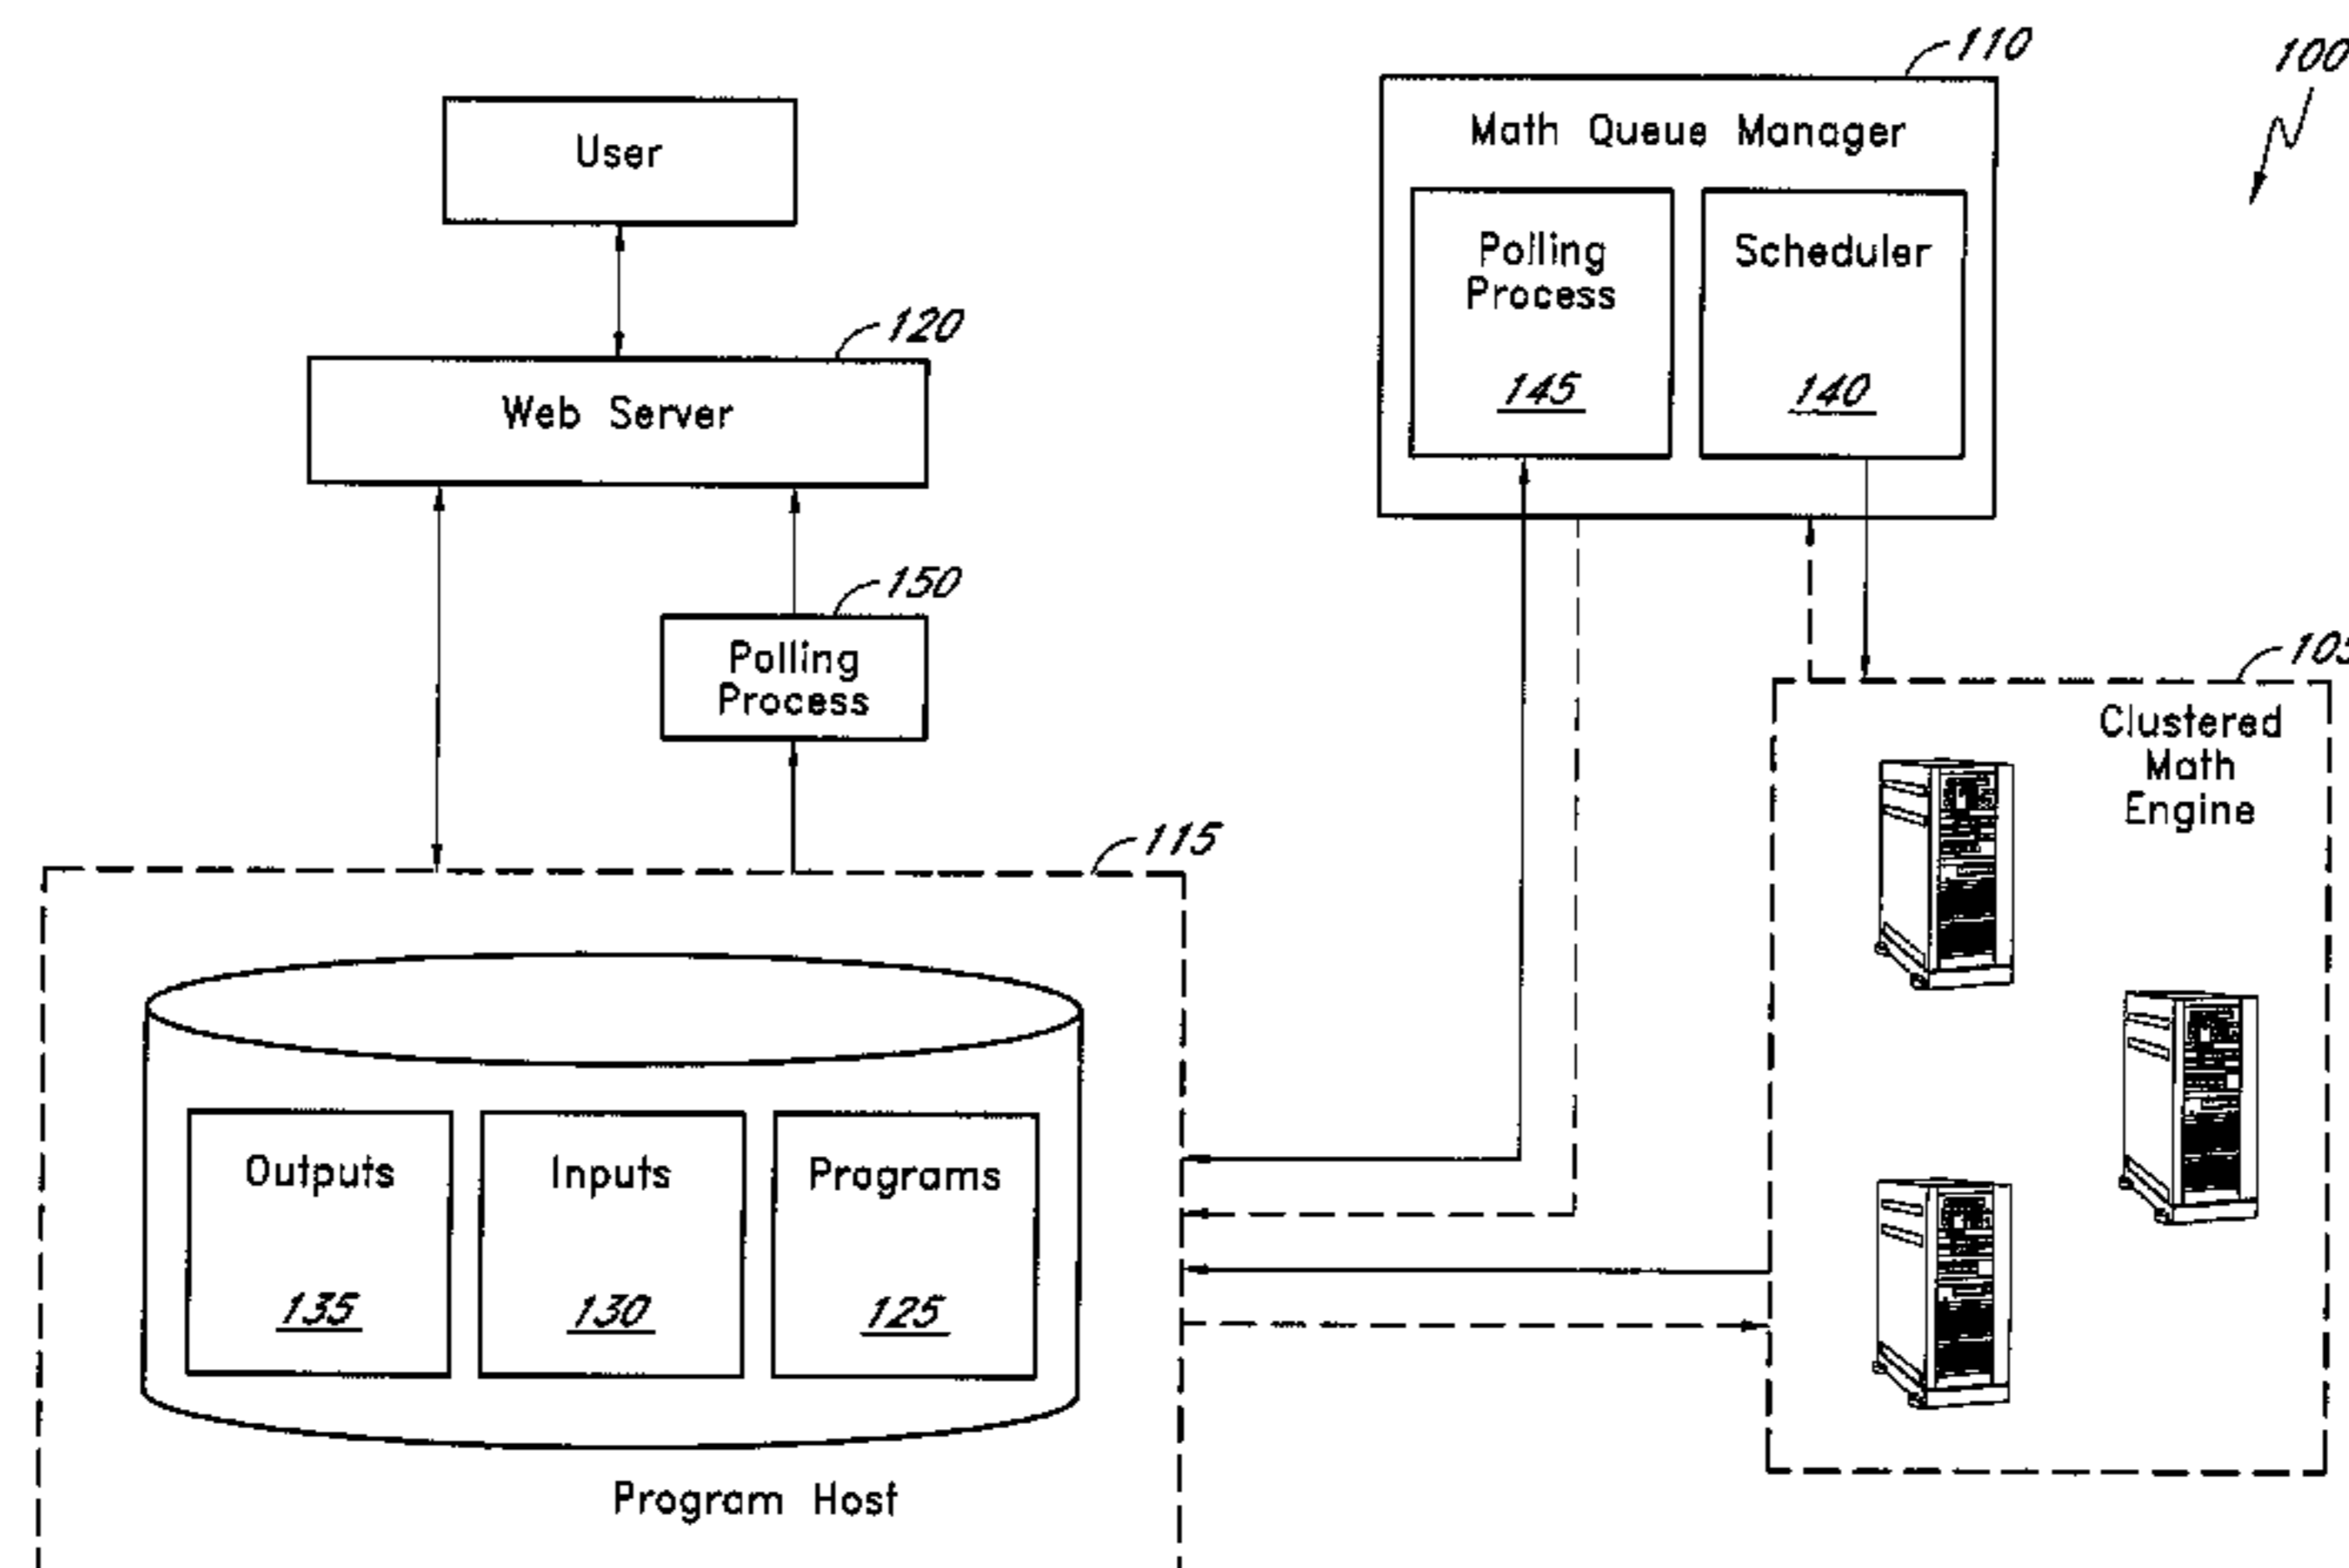 110
100
User
Math Queue Manager
Polling
Process
145
Scheduler
140
120
Web Server
150
Polling
Process
105
Clustered
Math
Engine
115
Outputs
135
Inputs
130
Programs
125
Program Host